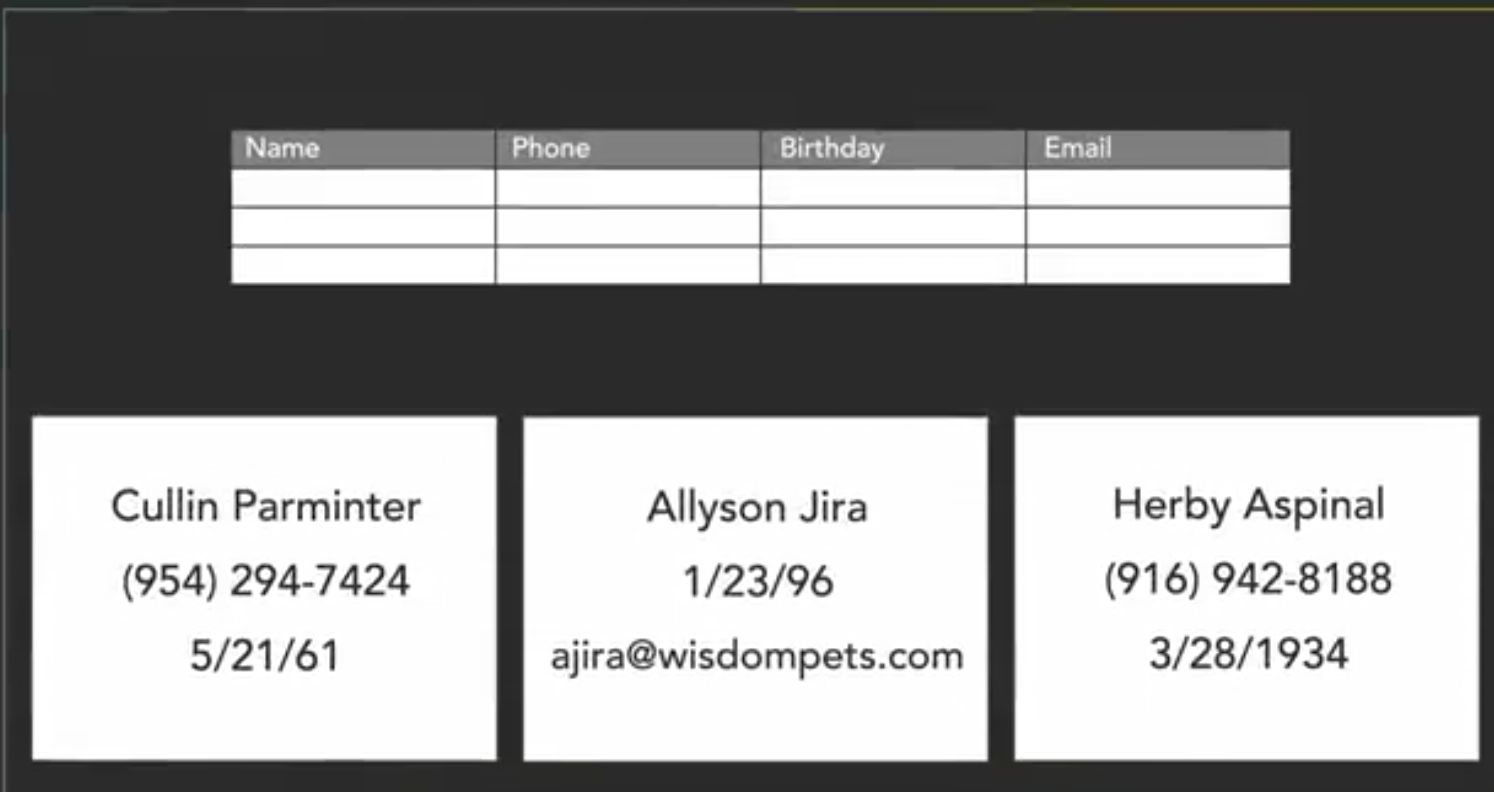 Name Phone Birthday Email
Cullin Parminter
(954) 294-7424
5/21/61
Allyson Jira
1/23/96
ajira@wisdompets.com
Herby Aspinal
(916) 942-8188
3/28/1934